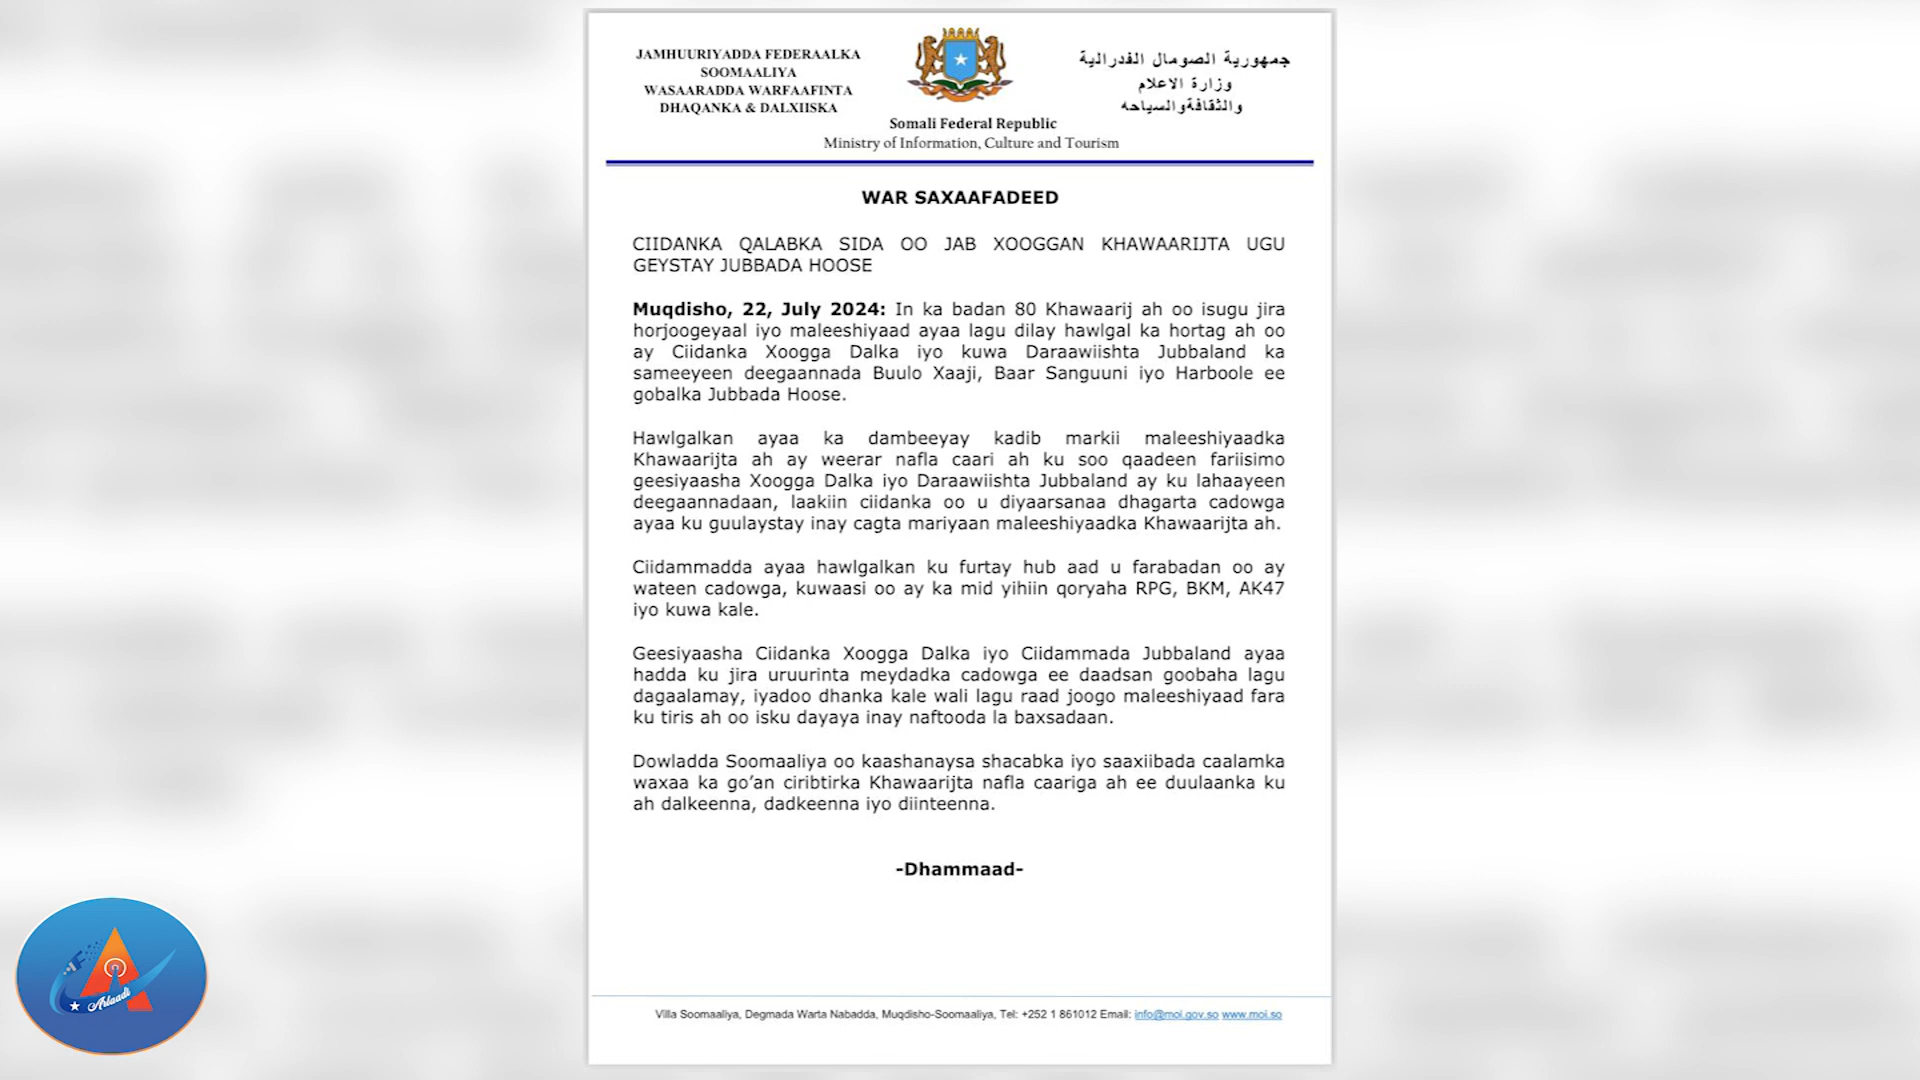 JAMHUURIYADDA FEDERAALKA
SOOMAALIYA
WASAARADDA WARFAAFINTA
DHAQANKA & DALXIISKA
جمهورية الصومال الفدرالية
وزارة الاعلام
والثقافةوالسياحه
Somali Federal Republic
Ministry of Information, Culture and Tourism
WAR SAXAAFADEED
CIIDANKA QALABKA SIDA OO JAB XOOGGAN KHAWAARIJTA UGU
GEYSTAY JUBBADA HOOSE
Muqdisho, 22, July 2024: In ka badan 80 Khawaarij ah oo isugu jira
horjoogeyaal iyo maleeshiyaad ayaa lagu dilay hawlgal ka hortag ah oo
ay Ciidanka Xoogga Dalka iyo kuwa Daraawiishta Jubbaland ka
sameeyeen deegaannada Buulo Xaaji, Baar Sanguuni iyo Harboole ee
gobalka Jubbada Hoose.
Hawlgalkan ayaa ka dambeeyay kadib markii maleeshiyaadka
Khawaarijta ah ay weerar nafla caari ah ku soo qaadeen fariisimo
geesiyaasha Xoogga Dalka iyo Daraawiishta Jubbaland ay ku lahaayeen
deegaannadaan, laakiin ciidanka oo u diyaarsanaa dhagarta cadowga
ayaa ku guulaystay inay cagta mariyaan maleeshiyaadka Khawaarijta ah.
Ciidammadda ayaa hawlgalkan ku furtay hub aad u farabadan oo ay
wateen cadowga, kuwaasi oo ay ka mid yihiin qoryaha RPG, BKM, AK47
iyo kuwa kale.
Geesiyaasha Ciidanka Xoogga Dalka iyo Ciidammada Jubbaland ayaa
hadda ku jira uruurinta meydadka cadowga ee daadsan goobaha lagu
dagaalamay, iyadoo dhanka kale wali lagu raad joogo maleeshiyaad fara
ku tiris ah oo isku dayaya inay naftooda la baxsadaan.
Dowladda Soomaaliya oo kaashanaysa shacabka iyo saaxiibada caalamka
waxaa ka go’an ciribtirka Khawaarijta nafla caariga ah ee duulaanka ku
ah dalkeenna, dadkeenna iyo diinteenna.
-Dhammaad-
Villa Soomaaliya, Degmada Warta Nabadda, Muqdisho-Soomaaliya, Tel: +252 1 861012 Email: info@moi.gov.so www.moi.so
Arlaadi